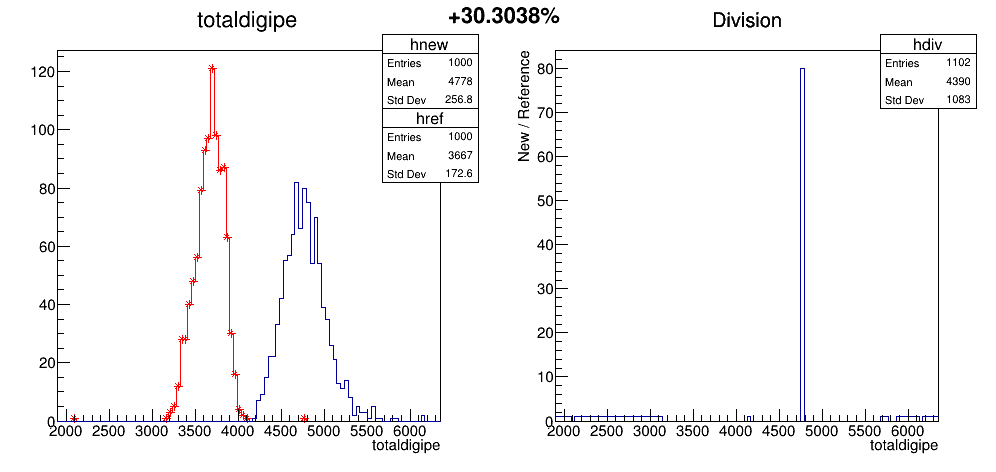 +30.3038%
totaldigipe
hnew
Entries 1000
Mean 4778
Std Dev 256.8
href
Entries 1000
Mean 3667
Std Dev 172.6
120
100
80
60
40
20
0
2000 2500 3000 3500 4000 4500 5000 5500 6000
totaldigipe
Division
hdiv
Entries 1102
Mean 4390
Std Dev 1083
New / Reference
80
70
60
50
40
30
20
10
0
2000 2500 3000 3500 4000 4500 5000 5500 6000
totaldigipe